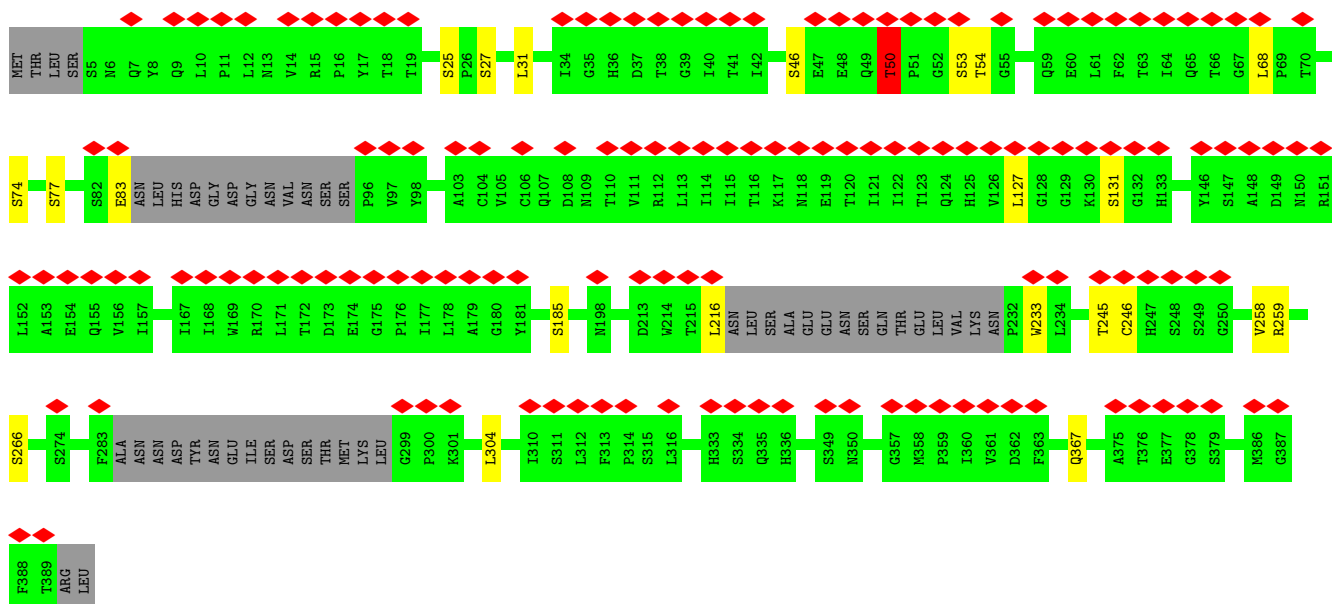 MET THR LEU SER S5 N6 Q7 Y8 Q9 L10 P11 L12 N13 V14 R15 P16 Y17 T18 T19 S25 P26 S27 L31 I34 G35 H36 D37 T38 G39 I40 T41 I42 S46 E47 E48 Q49 T50 P51 G52 S53 T54 G55 Q59 E60 L61 F62 T63 I64 Q65 T66 G67 L68 P69 T70
S74 S77 S82 E83 ASN LEU HIS ASP GLY ASP GLY ASN VAL ASN SER SER P96 V97 Y98 A103 C104 V105 C106 Q107 D108 N109 T110 V111 R112 L113 I114 I115 T116 K117 N118 E119 T120 I121 I122 T123 Q124 H125 V126 L127 G128 G129 K130 S131 G132 H133 Y146 S147 A148 D149 N150 R151
L152 A153 E154 Q155 V156 I157 I167 I168 W169 R170 L171 T172 D173 E174 G175 P176 I177 L178 A179 G180 Y181 S185 N198 D213 W214 T215 L216 ASN LEU SER ALA GLU GLU ASN SER GLN THR GLU LEU VAL LYS ASN P232 W233 L234 T245 C246 H247 S248 S249 G250 V258 R259
S266 S274 F283 ALA ASN ASN ASP TYR ASN GLU ILE SER ASP SER THR MET LYS LEU G299 P300 K301 L304 I310 S311 L312 F313 P314 S315 L316 H333 S334 Q335 H336 S349 N350 G357 M358 P359 I360 V361 D362 F363 Q367 A375 T376 E377 G378 S379 M386 G387
F388 T389 ARG LEU